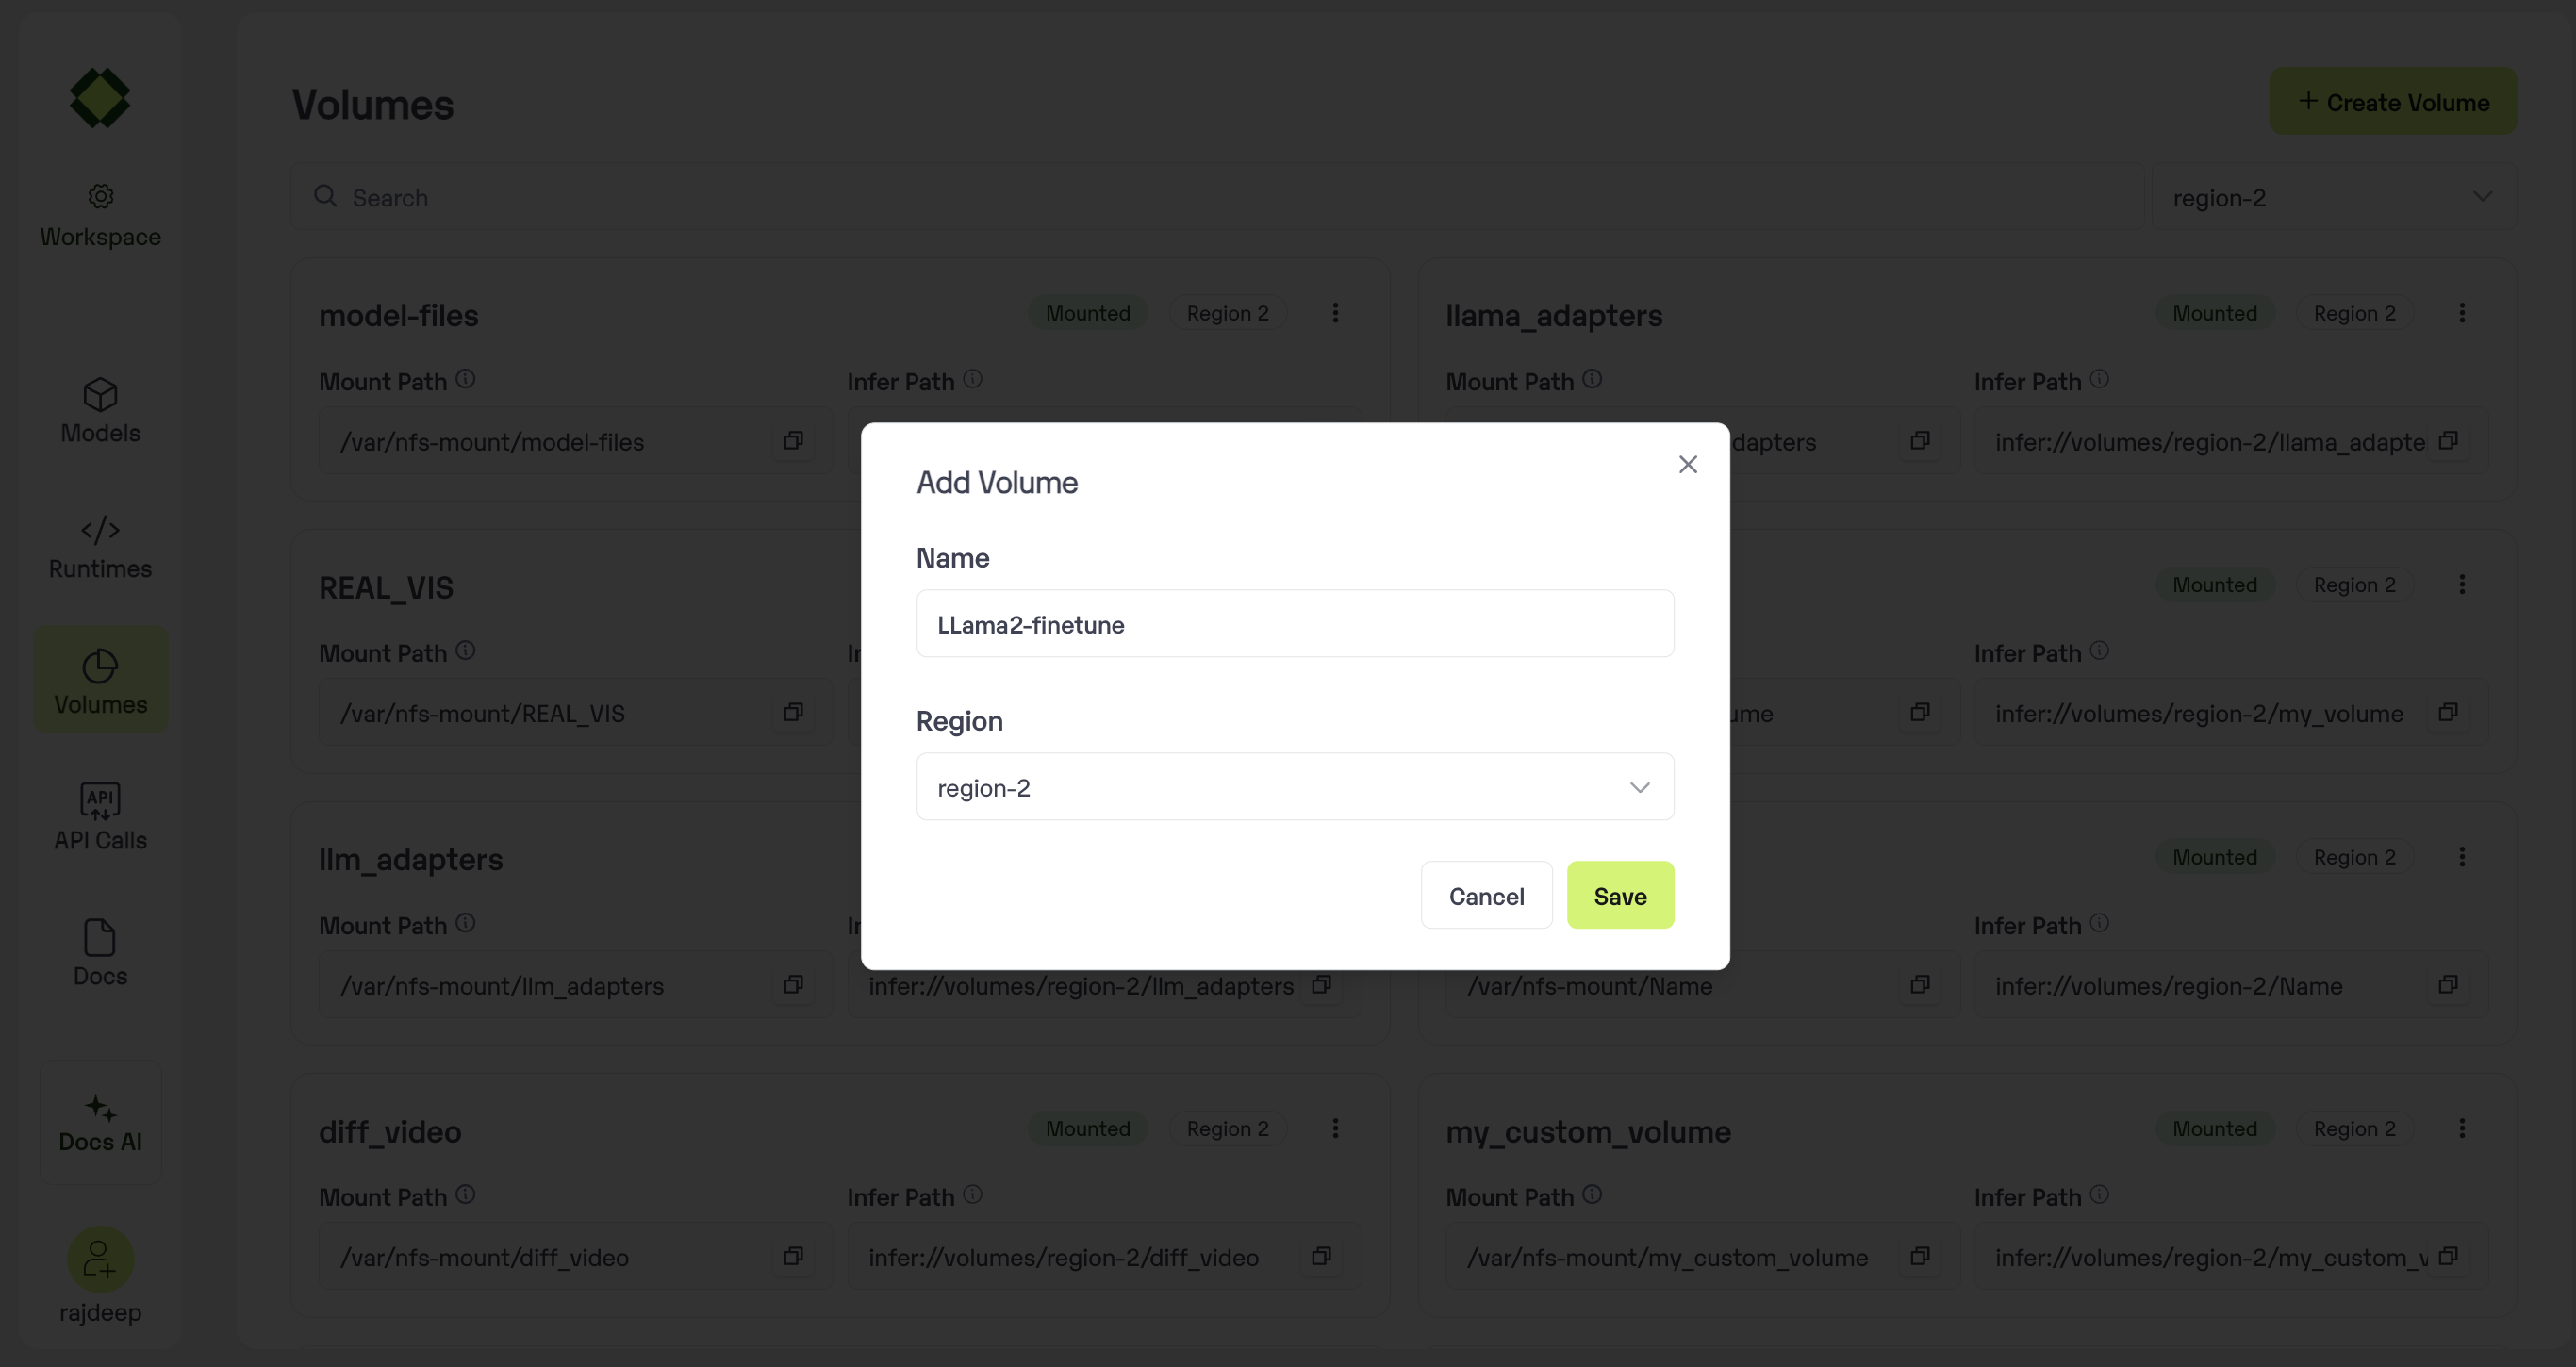 Workspace
Models
Runtimes
Volumes
API
API Calls
Docs
Docs AI
rajdeep
Volumes
+ Create Volume
Search
region-2
model-files
Mounted
Region 2
Mount Path
Infer Path
/var/nfs-mount/model-files
llama_adapters
Mounted
Region 2
Mount Path
Infer Path
dapters
infer://volumes/region-2/llama_adapte
REAL_VIS
Mount Path
/var/nfs-mount/REAL_VIS
Mounted
Region 2
Infer Path
infer://volumes/region-2/my_volume
llm_adapters
Mount Path
/var/nfs-mount/llm_adapters
infer://volumes/region-2/llm_adapters
Mounted
Region 2
Infer Path
/var/nfs-mount/Name
infer://volumes/region-2/Name
diff_video
Mounted
Region 2
Mount Path
Infer Path
/var/nfs-mount/diff_video
infer://volumes/region-2/diff_video
my_custom_volume
Mounted
Region 2
Mount Path
Infer Path
/var/nfs-mount/my_custom_volume
infer://volumes/region-2/my_custom_v
Add Volume
Name
LLama2-finetune
Region
region-2
Cancel
Save